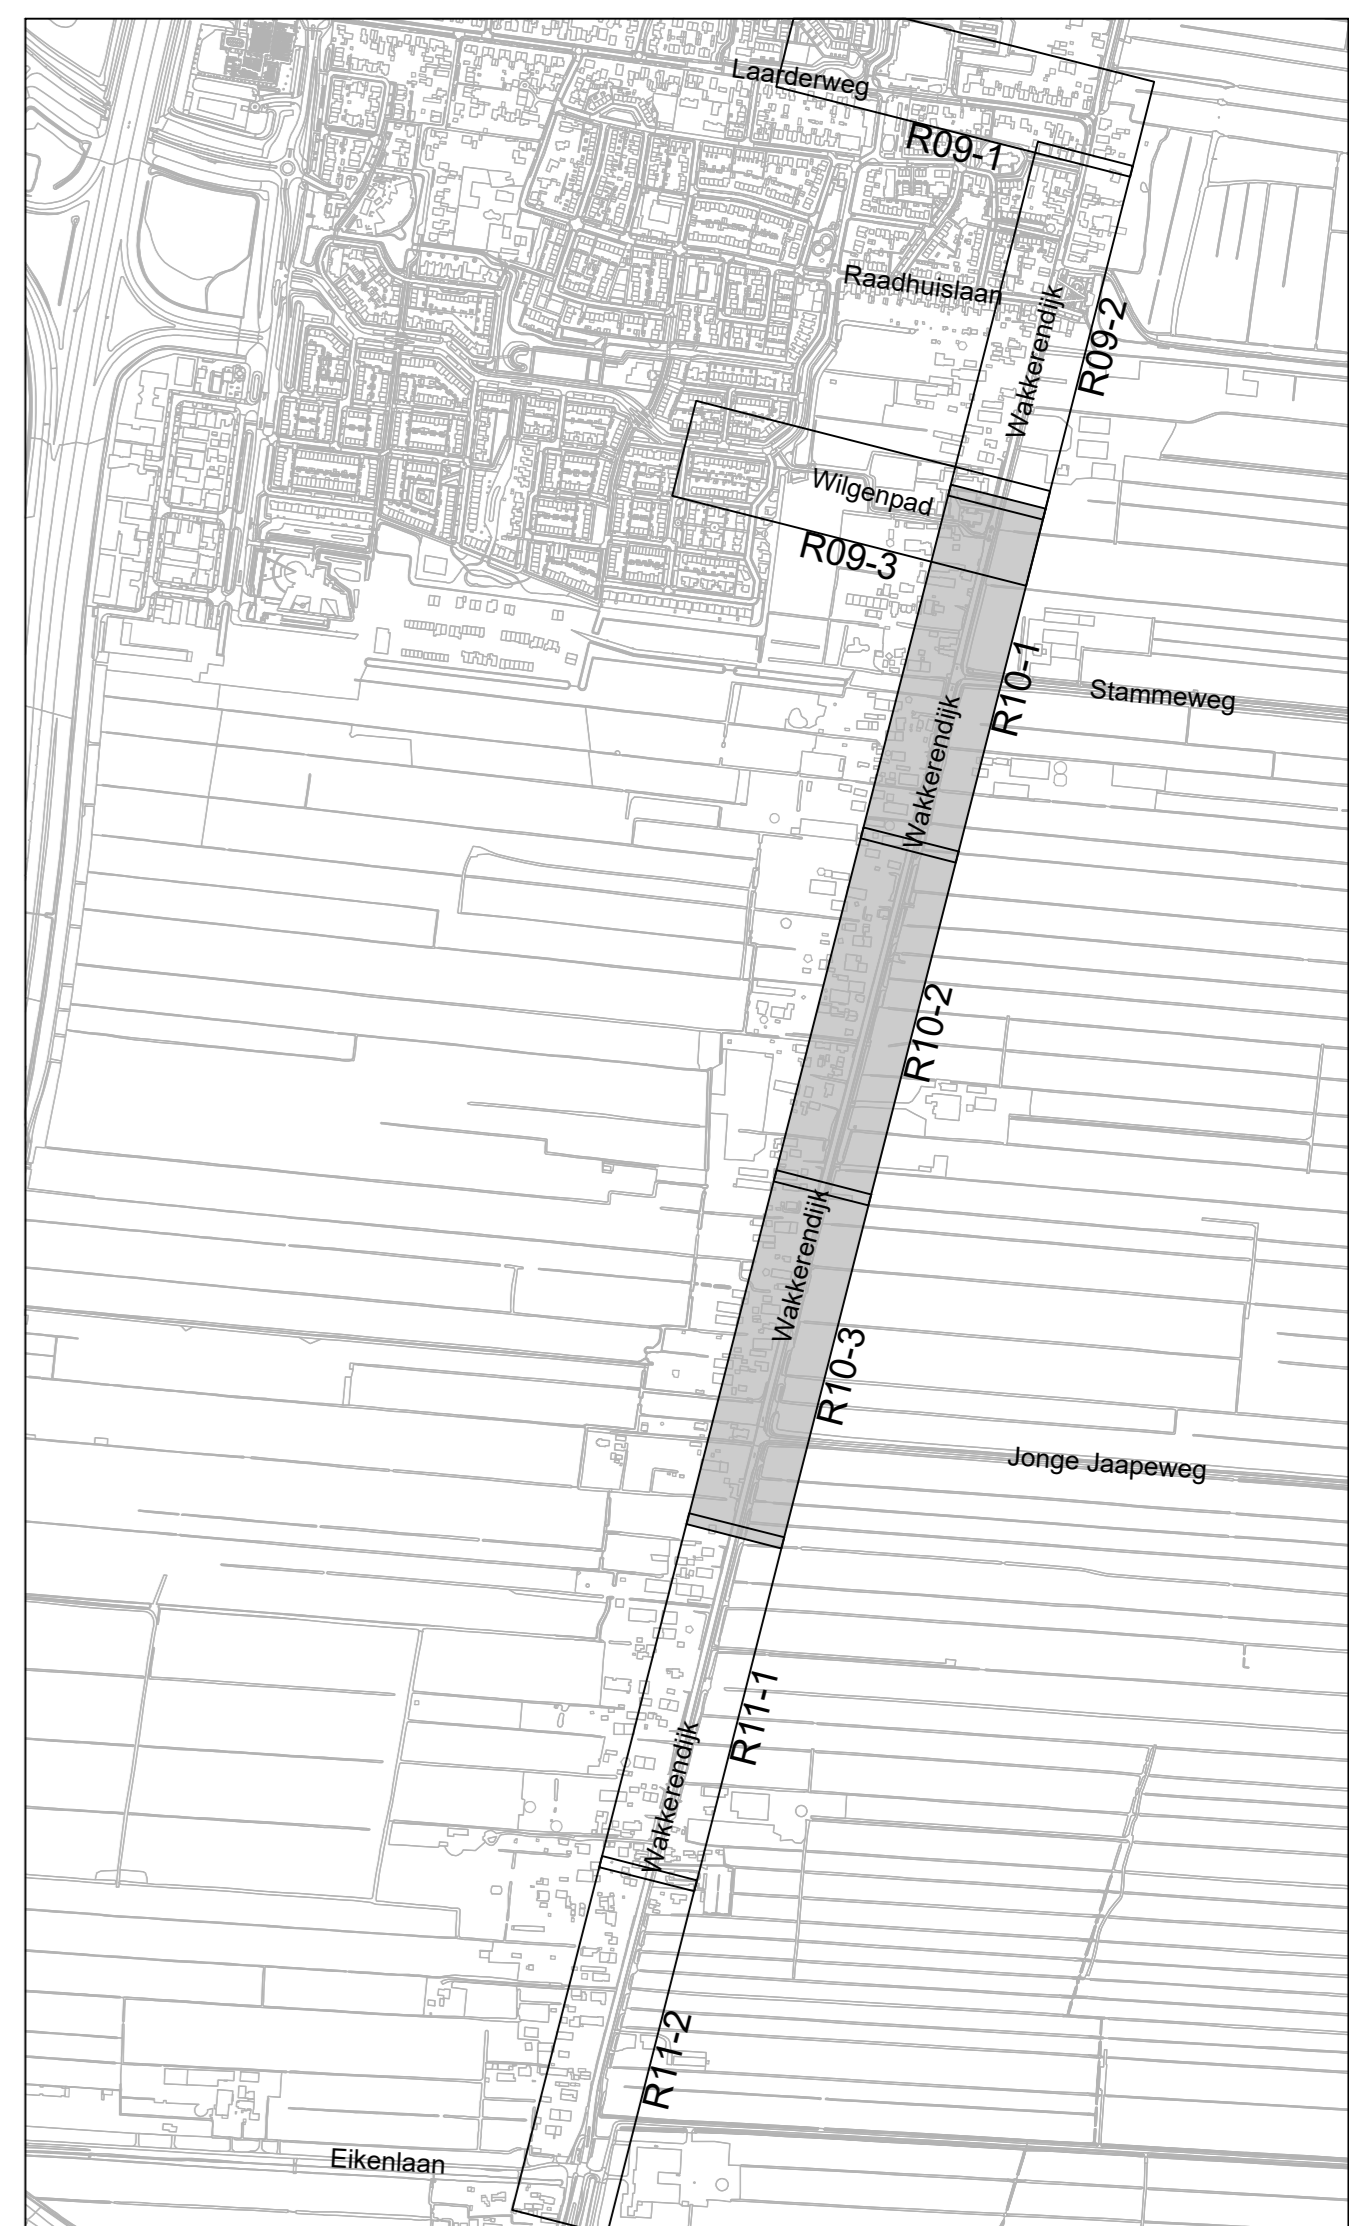 Laarderweg
R09-1
Raadhuislaan
Wakkerendijk
R09-2
Wilgenpad
R09-3
R10-1
Stammeweg
Wakkerendijk
R10-2
Wakkerendijk
R10-3
Jonge Jaapeweg
R11-1
Wakkerendijk
R11-2
Eikenlaan